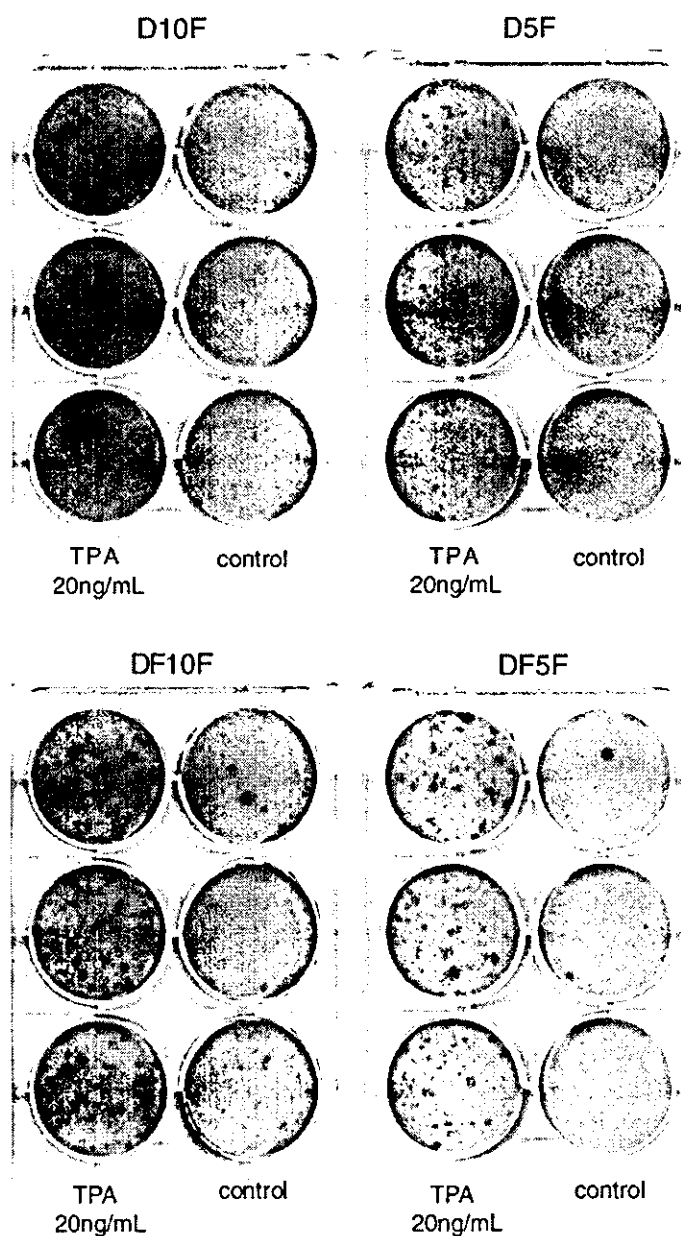 D10F
D5F
TPA
20ng/mL
control
TPA
20ng/mL
control
DF10F
DF5F
TPA
20ng/mL
control
TPA
20ng/mL
control